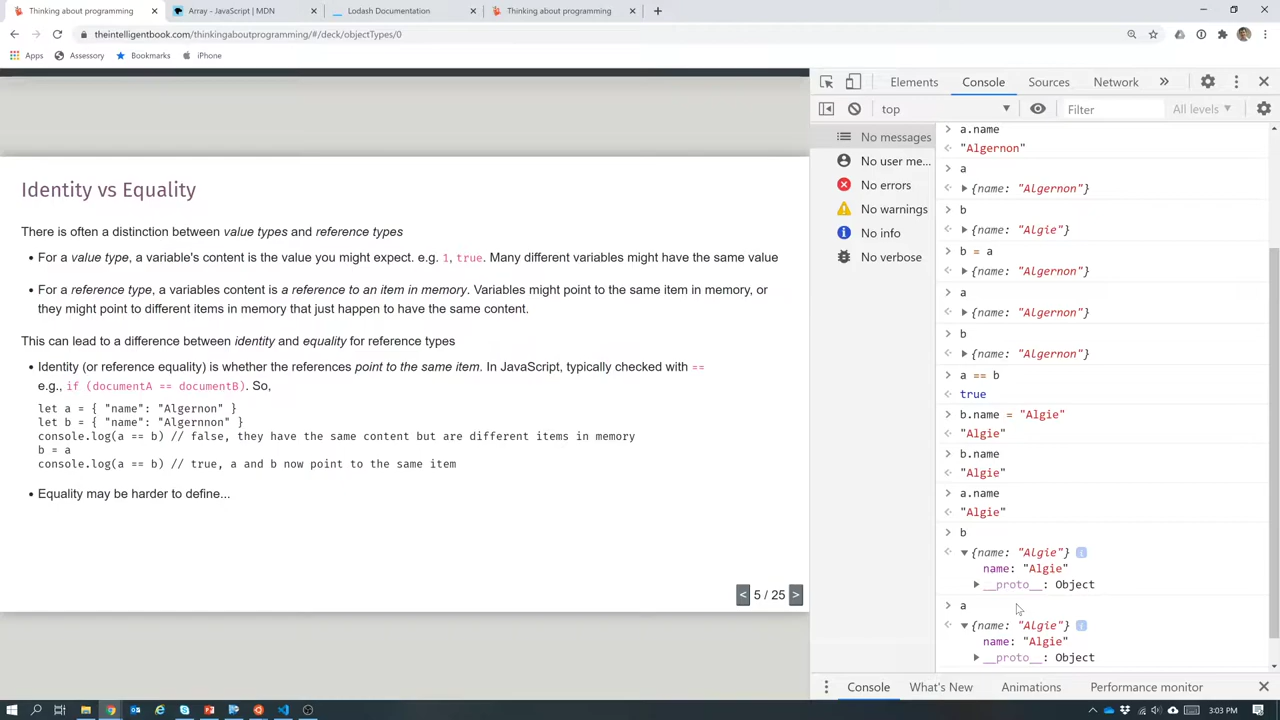 Thinking about programming
Array - JavaScript | MDN
Lodash Documentation
Thinking about programming
theintelligentbook.com/thinkingaboutprogramming/#/deck/objectTypes/0
Apps
Assessory
Bookmarks
iPhone
Identity vs Equality
There is often a distinction between value types and reference types
• For a value type, a variable's content is the value you might expect. e.g. 1, true. Many different variables might have the same value
• For a reference type, a variables content is a reference to an item in memory. Variables might point to the same item in memory, or
they might point to different items in memory that just happen to have the same content.
This can lead to a difference between identity and equality for reference types
• Identity (or reference equality) is whether the references point to the same item. In JavaScript, typically checked with ==
e.g., if (documentA == documentB). So,
let a = { "name": "Algernon" }
let b = { "name": "Algernnon" }
console.log(a == b) // false, they have the same content but are different items in memory
b = a
console.log(a == b) // true, a and b now point to the same item
• Equality may be harder to define...
< 5 / 25 >
Elements
Console
Sources
Network
top
Filter
All levels
No messages
No user me...
No errors
No warnings
No info
No verbose
a.name
"Algernon"
a
{name: "Algernon"}
b
{name: "Algie"}
b = a
{name: "Algernon"}
a
{name: "Algernon"}
b
{name: "Algernon"}
a == b
true
b.name = "Algie"
"Algie"
b.name
"Algie"
a.name
"Algie"
b
{name: "Algie"}
name: "Algie"
__proto__: Object
a
{name: "Algie"}
name: "Algie"
__proto__: Object
Console
What's New
Animations
Performance monitor
3:03 PM